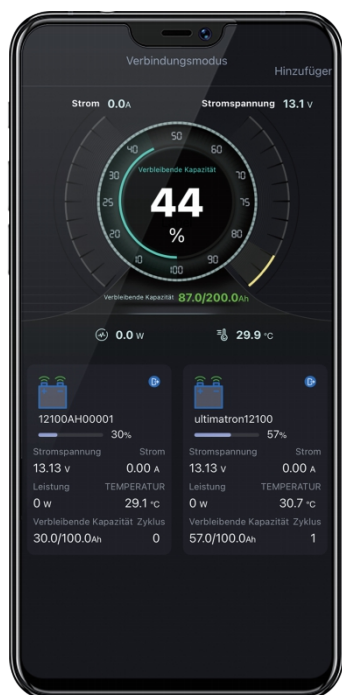 Verbindungsmodus
Hinzufüger
Strom 0.0A Stromspannung 13.1 V
50
40 60
Verbleibende Kapazität
30 70
44
25 75
%
20 80
10 90
100
Verbleibende Kapazität 87.0/200.0Ah
0.0 W 29.9 °C
12100AH00001 ultimatron12100
30% 57%
Stromspannung Strom Stromspannung Strom
13.13 V 0.00 A 13.13 V 0.00 A
Leistung TEMPERATUR Leistung TEMPERATUR
0 W 29.1 °C 0 W 30.7 °C
Verbleibende Kapazität Zyklus Verbleibende Kapazität Zyklus
30.0/100.0Ah 0 57.0/100.0Ah 1